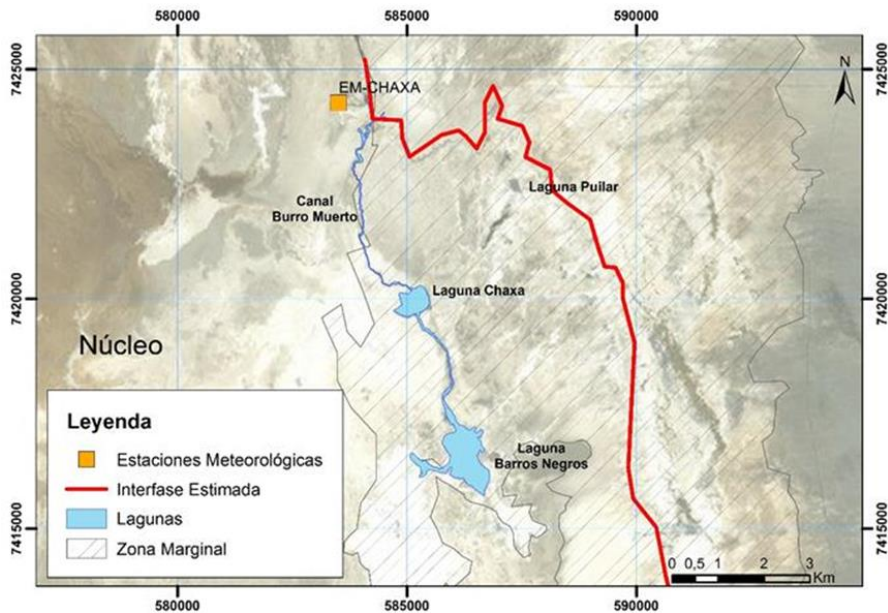 580000 585000 590000
7425000 7425000
N
EM-CHAXA
Canal
Burro Muerto
Laguna Puilar
7420000 7420000
Laguna Chaxa
Núcleo
Leyenda
Estaciones Meteorológicas
Interfase Estimada
Lagunas
Zona Marginal
Laguna
Barros Negros
7415000 7415000
0 0,5 1 2 3
Km
580000 585000 590000